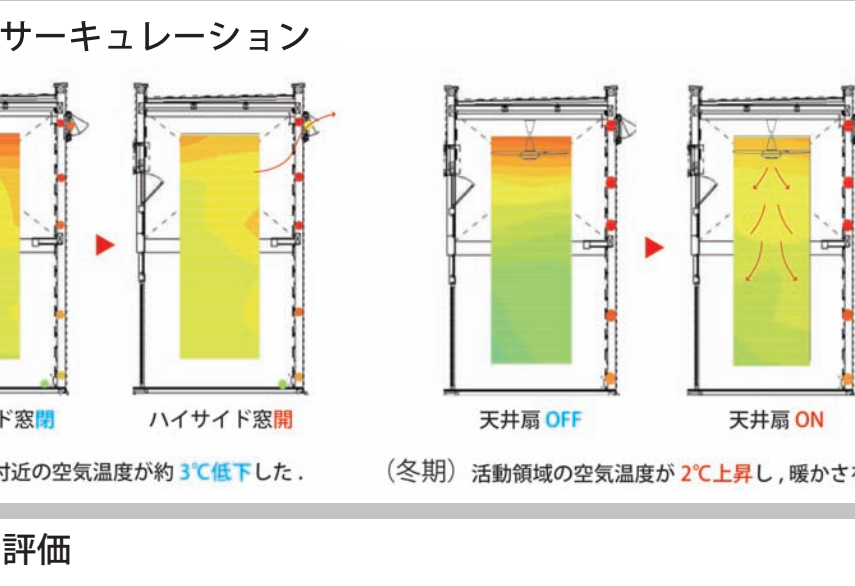 サーキュレーション
ド窓閉
ハイサイド窓開
天井扇 OFF
天井扇 ON
付近の空気温度が約 3℃低下した .
（冬期）活動領域の空気温度が 2℃上昇し , 暖かさ
評価